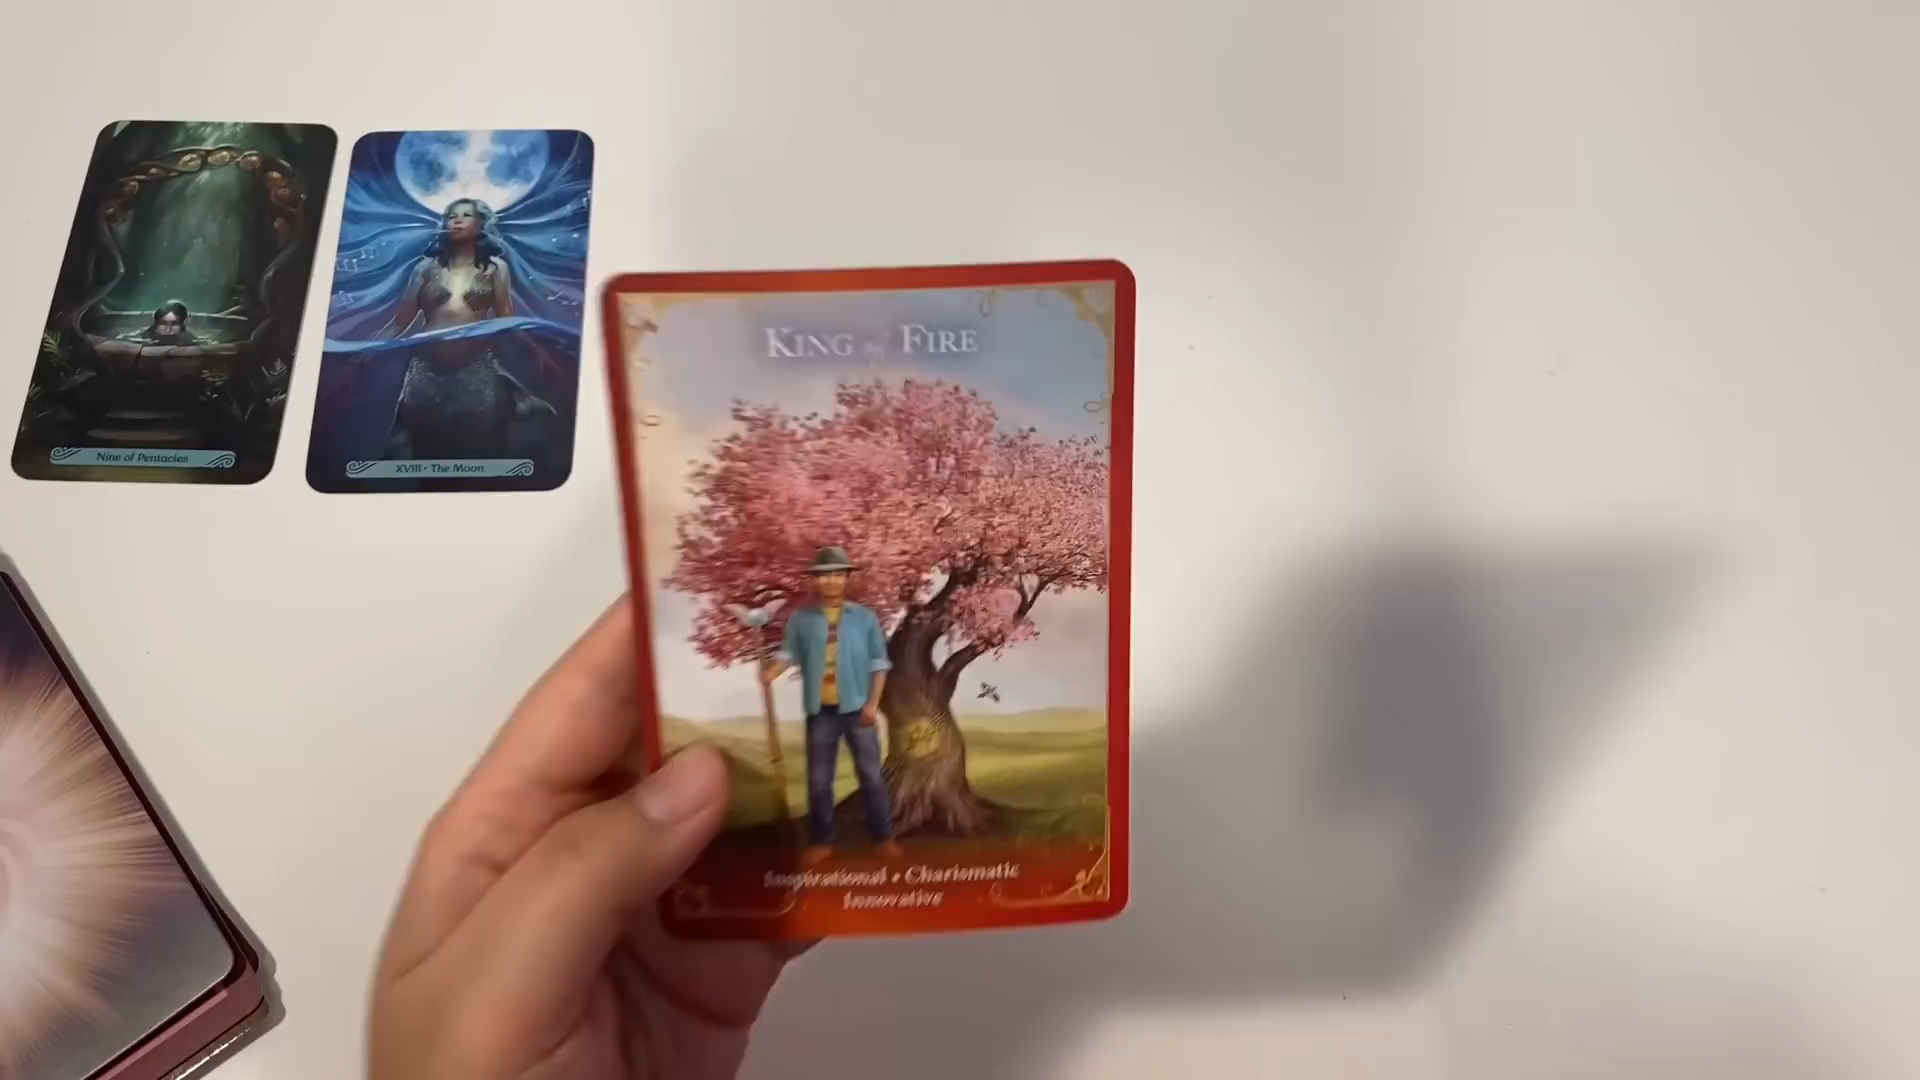 Nine of Pentacles
XVIII • The Moon
King of Fire
Inspirational • Charismatic
Innovative